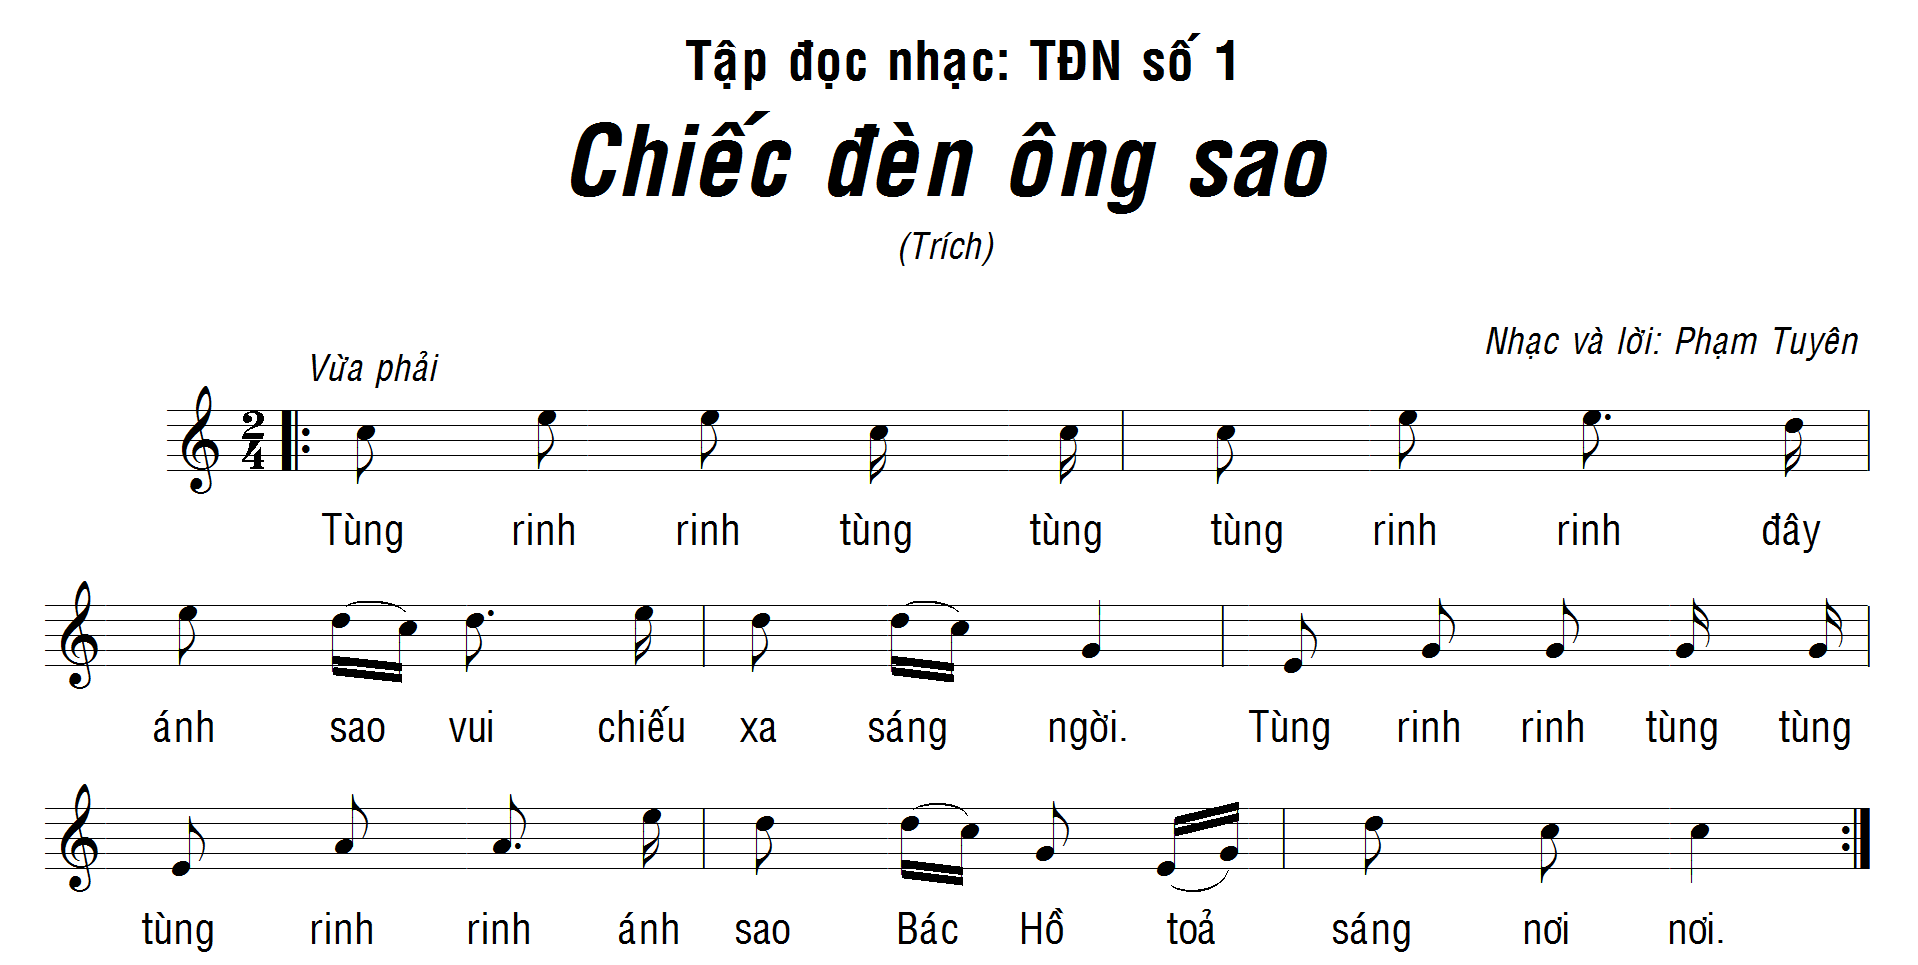 Tập đọc nhạc: TĐN số 1
Chiếc đèn ông sao
(Trích)
Nhạc và lời: Phạm Tuyên
Vừa phải
2
4
Tùng rinh rinh tùng tùng tùng rinh rinh đây
ánh sao vui chiếu xa sáng ngời. Tùng rinh rinh tùng tùng
tùng rinh rinh ánh sao Bác Hồ toả sáng nơi nơi.